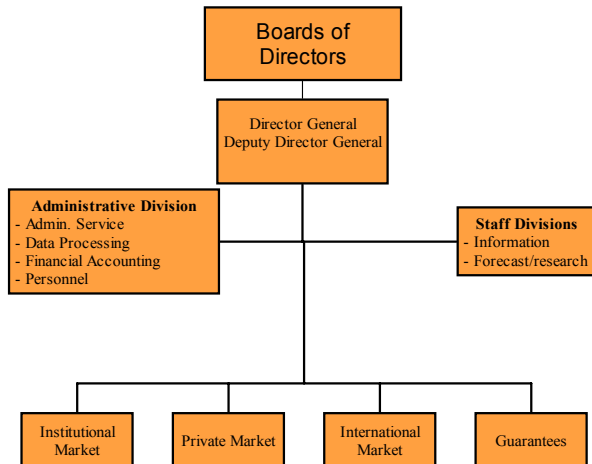 Boards of
Directors
Director General
Deputy Director General
Administrative Division
- Admin. Service
- Data Processing
- Financial Accounting
- Personnel
Staff Divisions
- Information
- Forecast/research
Institutional
Market
Private Market
International
Market
Guarantees